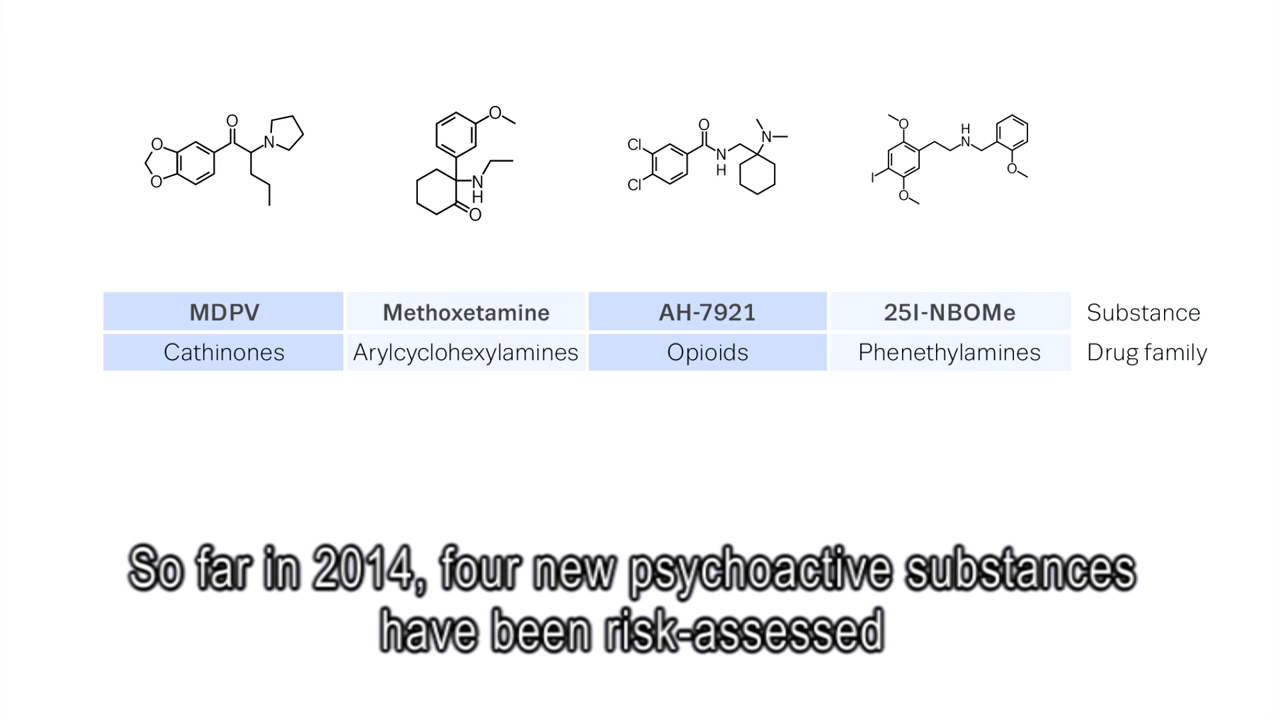 O
O
O
N
O
N
H
O
Cl
Cl
O
N
H
N
O
I
O
H
N
O
MDPV Methoxetamine AH-7921 25I-NBOMe Substance
Cathinones Arylcyclohexylamines Opioids Phenethylamines Drug family
So far in 2014, four new psychoactive substances
have been risk-assessed